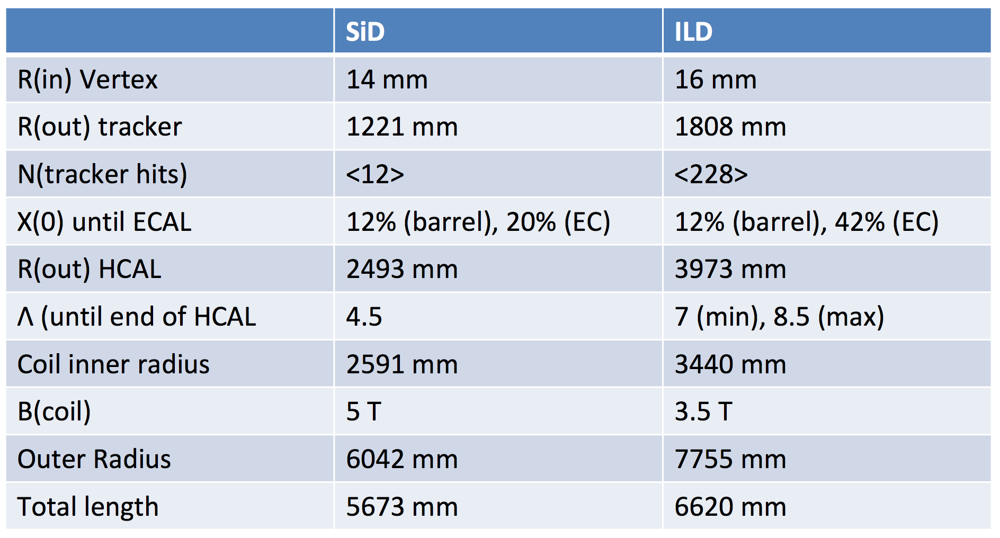 SiD ILD
R(in) Vertex 14 mm 16 mm
R(out) tracker 1221 mm 1808 mm
N(tracker hits) <12> <228>
X(0) until ECAL 12% (barrel), 20% (EC) 12% (barrel), 42% (EC)
R(out) HCAL 2493 mm 3973 mm
Λ (until end of HCAL 4.5 7 (min), 8.5 (max)
Coil inner radius 2591 mm 3440 mm
B(coil) 5 T 3.5 T
Outer Radius 6042 mm 7755 mm
Total length 5673 mm 6620 mm